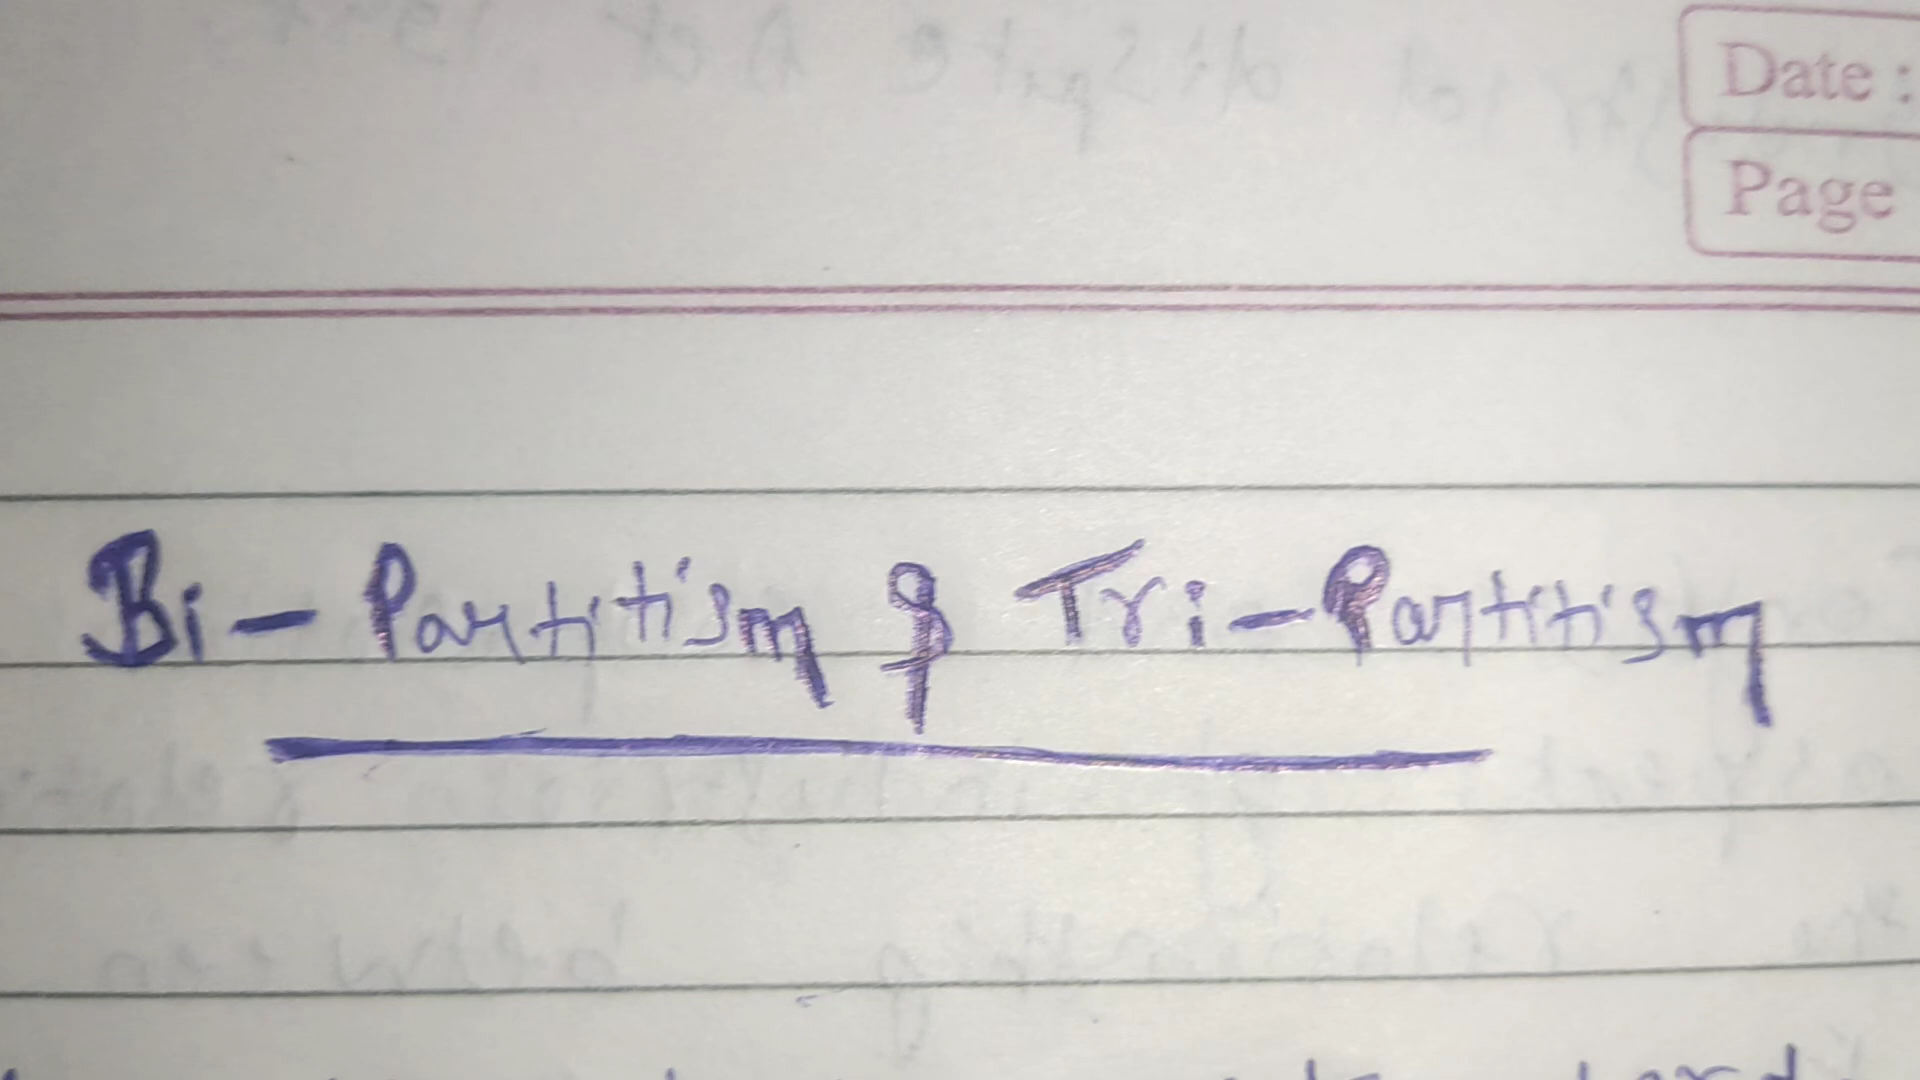 Date :
Page
Bi - Partitism & Tri - Partitism